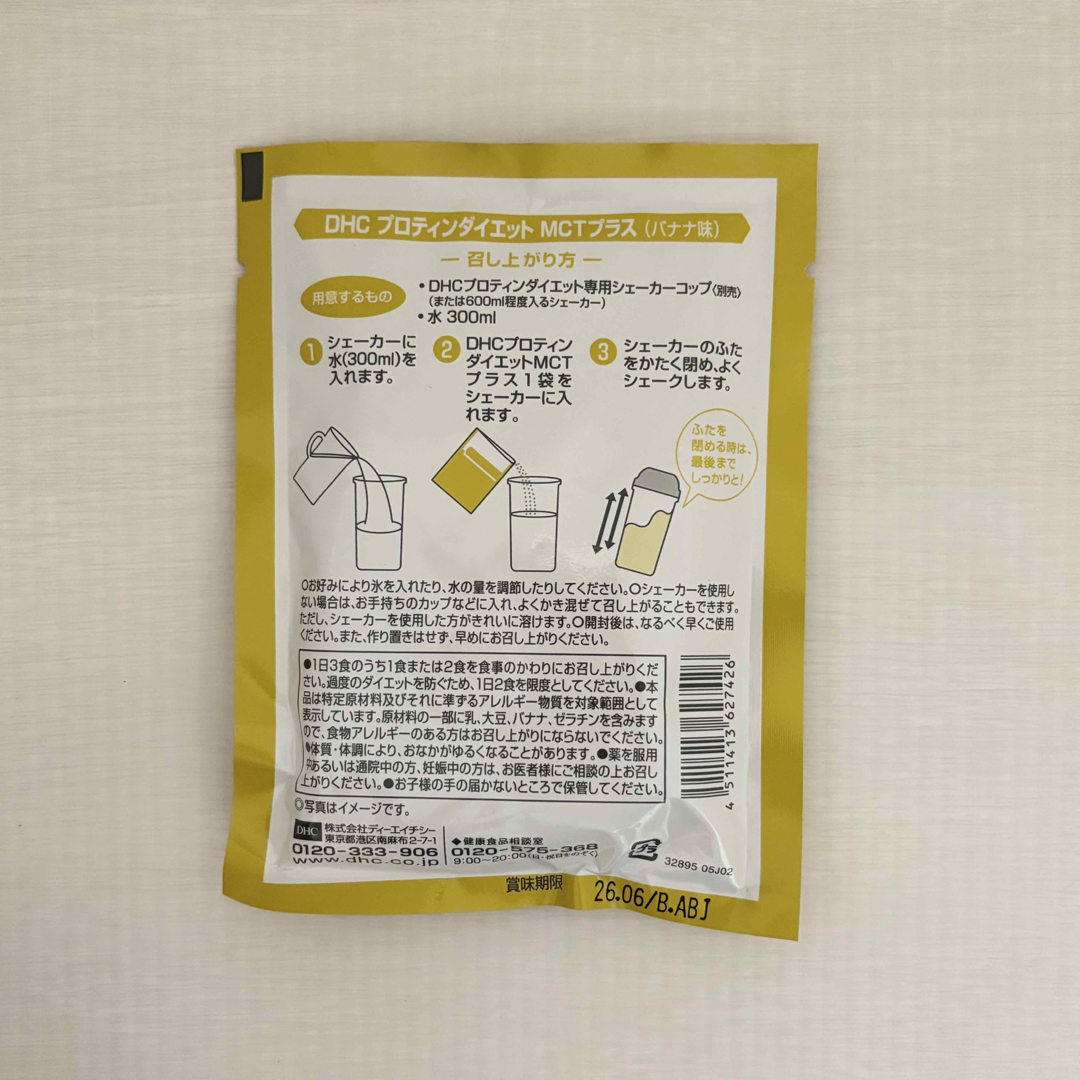 DHC プロティンダイエット MCTプラス（バナナ味）
— 召し上がり方 —
用意するもの
・DHCプロティンダイエット専用シェーカーコップ〈別売〉
（または600ml程度入るシェーカー）
・水 300ml
1 シェーカーに
水(300ml)を
入れます。
2 DHCプロティン
ダイエットMCT
プラス1袋を
シェーカーに入
れます。
3 シェーカーのふた
をかたく閉め、よく
シェークします。
ふたを
閉める時は、
最後まで
しっかりと!
○お好みにより氷を入れたり、水の量を調節したりしてください。○シェーカーを使用し
ない場合は、お手持ちのカップなどに入れ、よくかき混ぜて召し上がることもできます。
ただし、シェーカーを使用した方がきれいに溶けます。○開封後は、なるべく早くご使用
ください。また、作り置きはせず、早めにお召し上がりください。
●1日3食のうち1食または2食を食事のかわりにお召し上がりくだ
さい。過度のダイエットを防ぐため、1日2食を限度としてください。●本
品は特定原材料及びそれに準ずるアレルギー物質を対象範囲として
表示しています。原材料の一部に乳、大豆、バナナ、ゼラチンを含みます
ので、食物アレルギーのある方はお召し上がりにならないでください。
●体質・体調により、おなかがゆるくなることがあります。●薬を服用
中あるいは通院中の方、妊娠中の方は、お医者様にご相談の上お召し
上がりください。●お子様の手の届かないところで保管してください。
4 511413 627426
◎写真はイメージです。
DHC 株式会社ディーエイチシー
東京都港区南麻布2-7-1
0120-333-906
www.dhc.co.jp
◆健康食品相談室
0120-575-368
9:00〜20:00(日・祝日をのぞく)
プラ
32895 05J02
賞味期限
26.06/B.ABJ